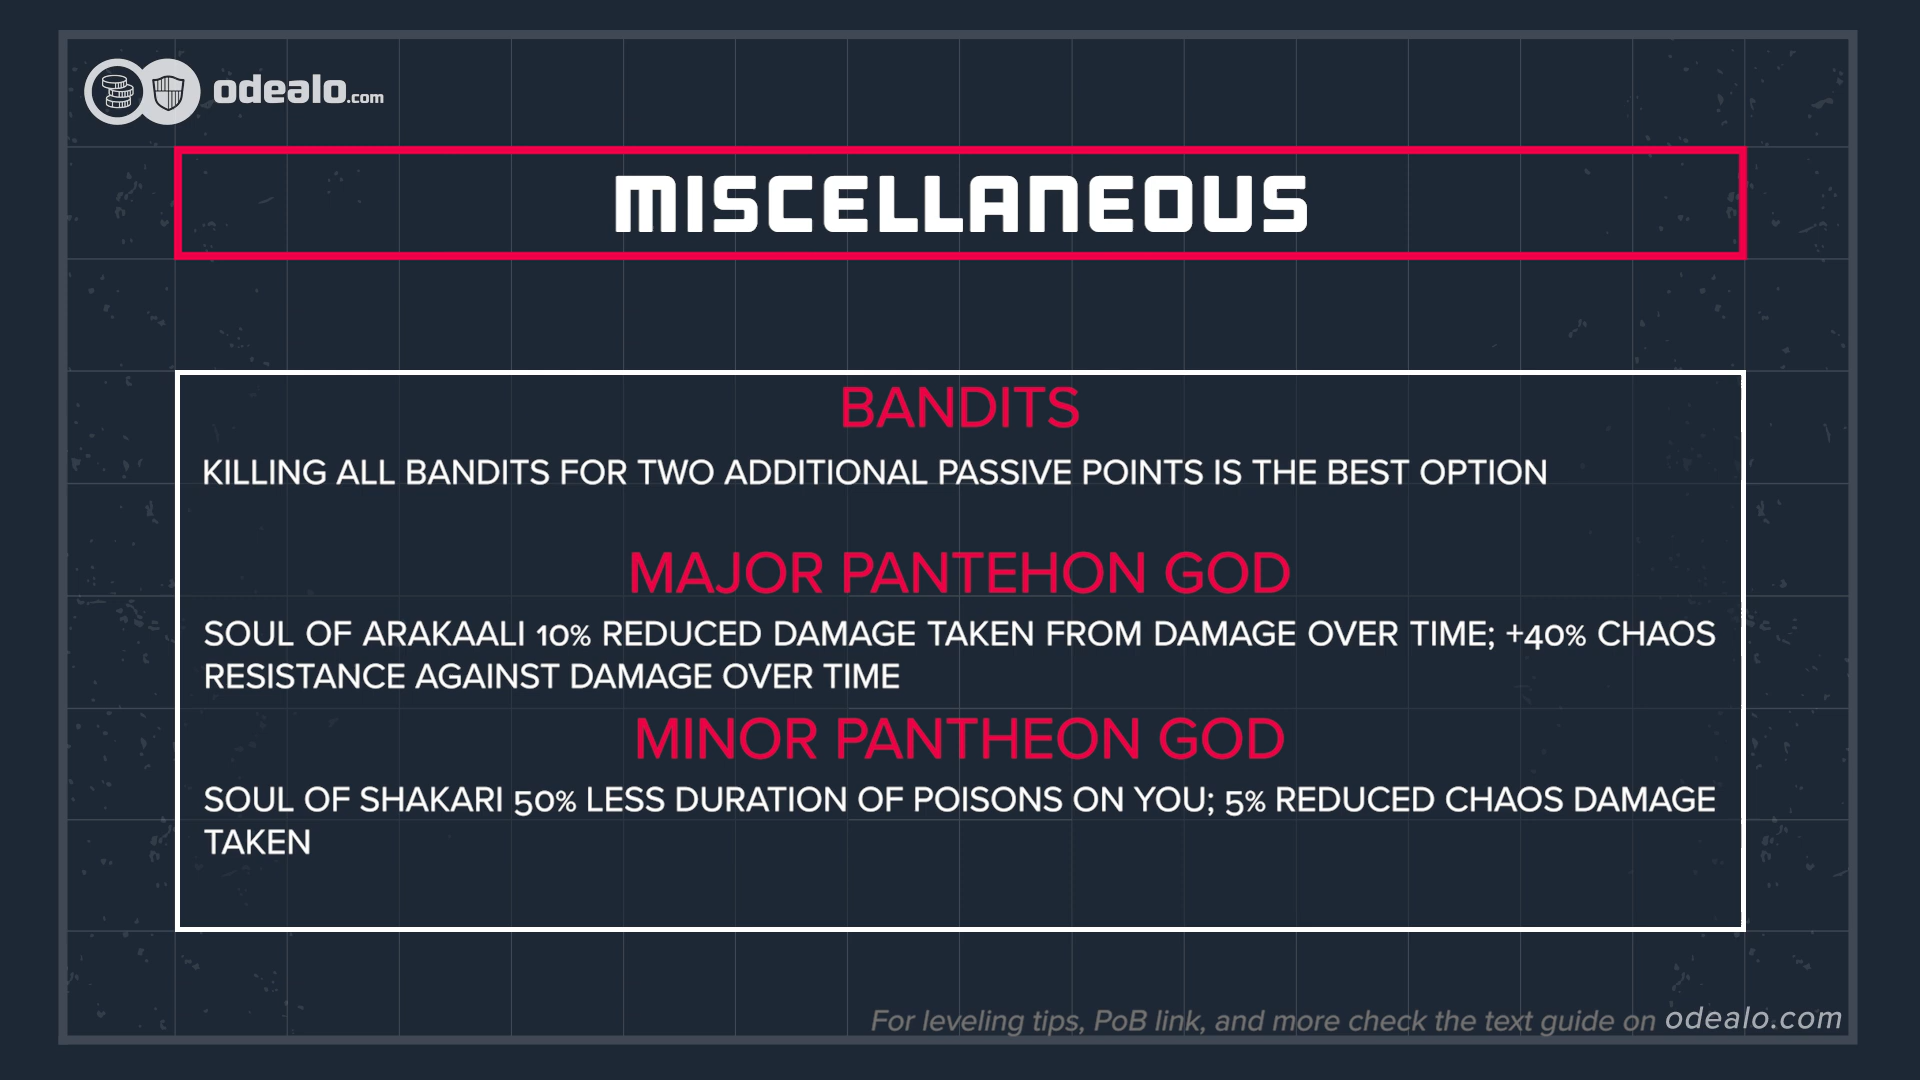 odealo.com
MISCELLANEOUS
BANDITS
KILLING ALL BANDITS FOR TWO ADDITIONAL PASSIVE POINTS IS THE BEST OPTION
MAJOR PANTEHON GOD
SOUL OF ARAKAALI 10% REDUCED DAMAGE TAKEN FROM DAMAGE OVER TIME; +40% CHAOS
RESISTANCE AGAINST DAMAGE OVER TIME
MINOR PANTHEON GOD
SOUL OF SHAKARI 50% LESS DURATION OF POISONS ON YOU; 5% REDUCED CHAOS DAMAGE
TAKEN
For leveling tips, PoB link, and more check the text guide on odealo.com